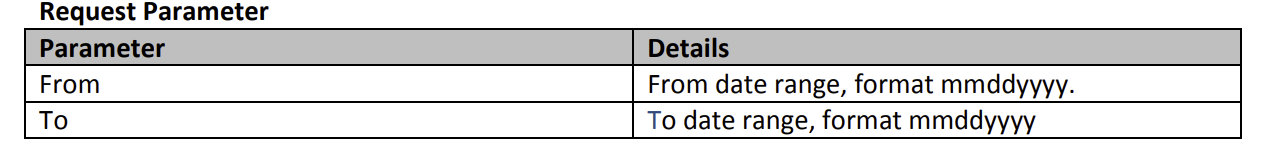 Request Parameter
Parameter Details
From From date range, format mmddyyyy.
To To date range, format mmddyyyy